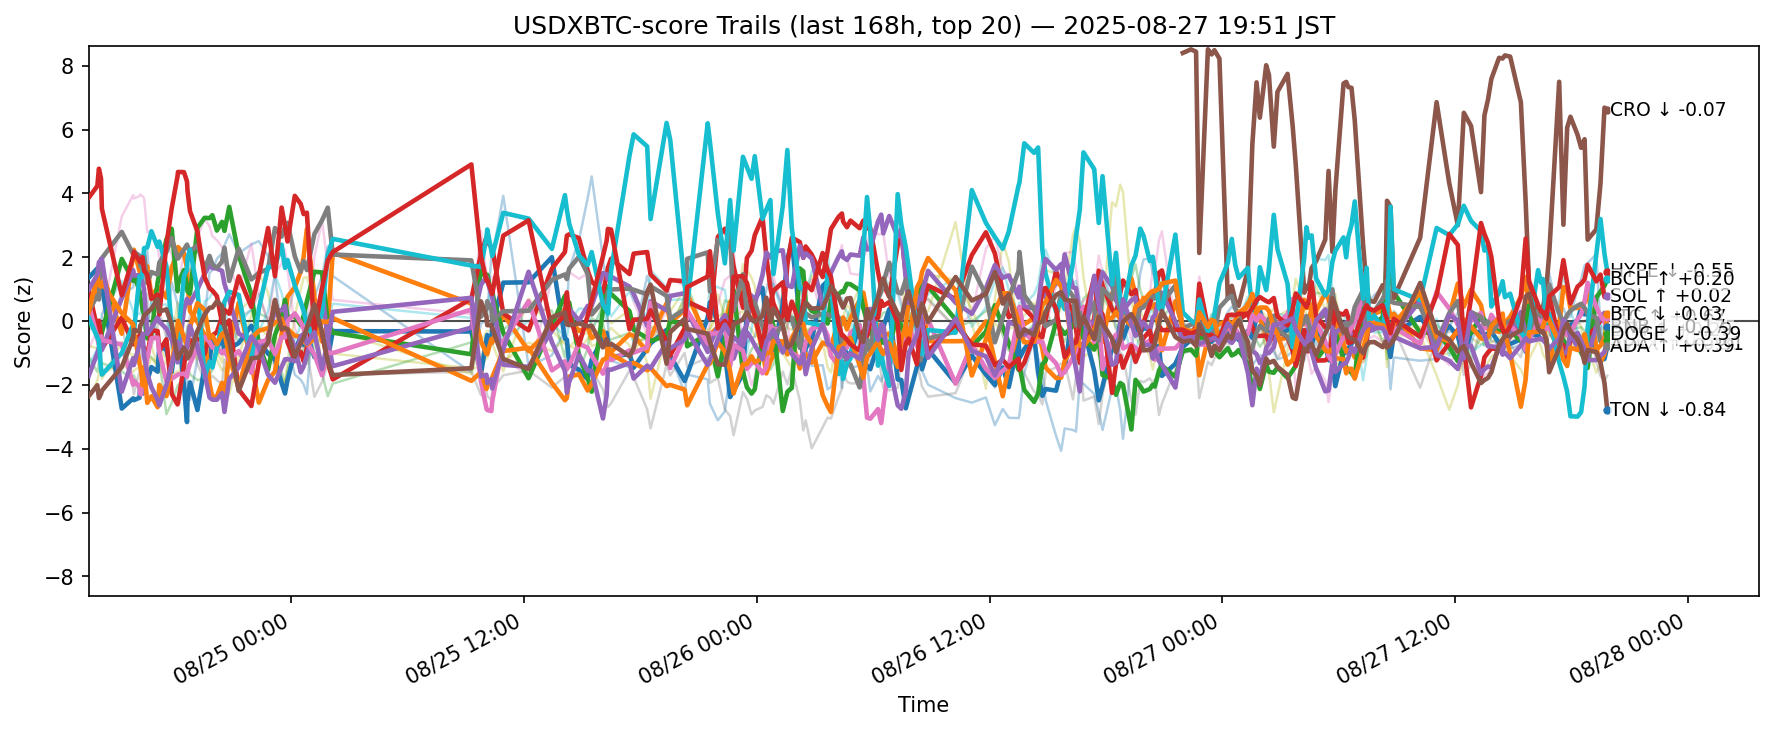 USDXBTC-score Trails (last 168h, top 20) — 2025-08-27 19:51 JST
Score (z)
8
6
4
2
0
−2
−4
−6
−8
CRO ↓ -0.07
HYPE ↓ -0.55
BCH ↑ +0.20
SOL ↑ +0.02
BTC ↓ -0.03
DOGE ↓ -0.39
ADA
TON ↓ -0.84
08/25 00:00
08/25 12:00
08/26 00:00
08/26 12:00
08/27 00:00
08/27 12:00
08/28 00:00
Time